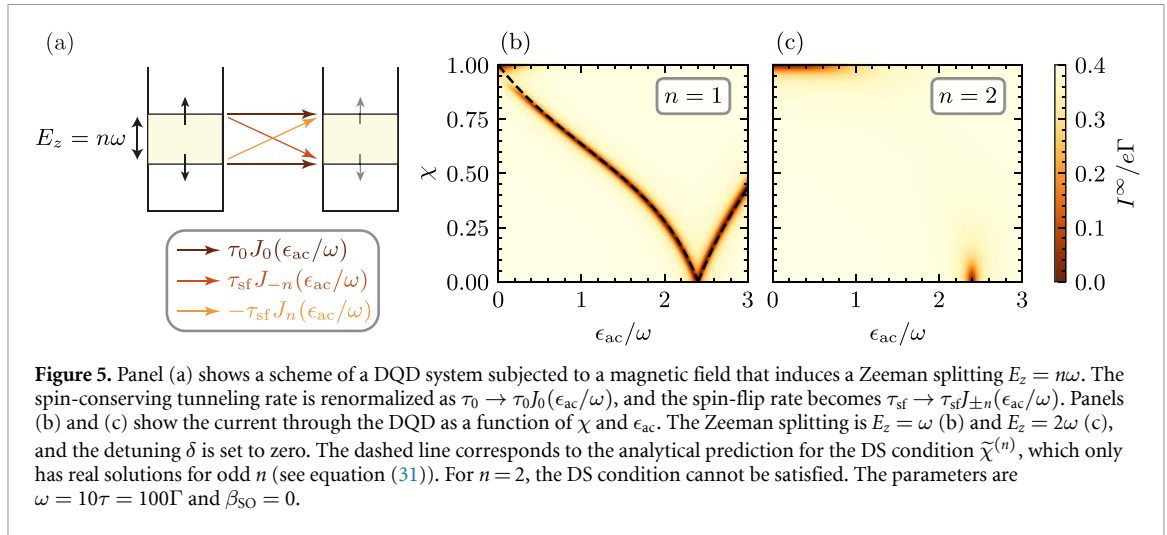 (a)
E_z = nω
τ_0 J_0(ϵ_ac/ω)
τ_sf J_{−n}(ϵ_ac/ω)
−τ_sf J_n(ϵ_ac/ω)
(b)
(c)
n = 1
n = 2
χ
1.00
0.75
0.50
0.25
0.00
0 1 2 3
ϵ_ac/ω
0 1 2 3
ϵ_ac/ω
0.4
0.3
0.2
0.1
0.0
I^∞/eΓ
Figure 5. Panel (a) shows a scheme of a DQD system subjected to a magnetic field that induces a Zeeman splitting E_z = nω. The
spin-conserving tunneling rate is renormalized as τ_0 → τ_0 J_0(ϵ_ac/ω), and the spin-flip rate becomes τ_sf → τ_sf J_{±n}(ϵ_ac/ω). Panels
(b) and (c) show the current through the DQD as a function of χ and ϵ_ac. The Zeeman splitting is E_z = ω (b) and E_z = 2ω (c),
and the detuning δ is set to zero. The dashed line corresponds to the analytical prediction for the DS condition χ̃^(n), which only
has real solutions for odd n (see equation (31)). For n = 2, the DS condition cannot be satisfied. The parameters are
ω = 10τ = 100Γ and β_SO = 0.